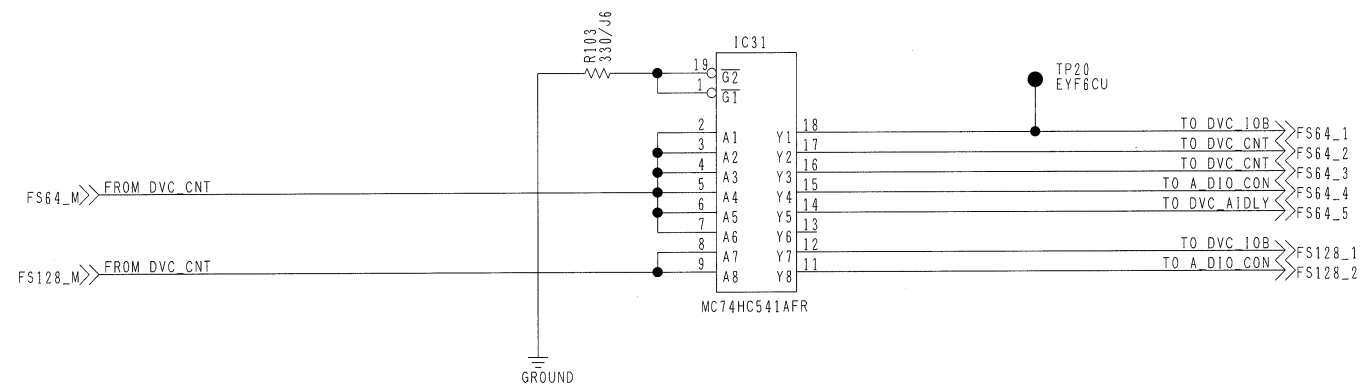 R103
330/J6
IC31
19 G2
1 G1
TP20
EYF6CU
2 A1 Y1 18 TO DVC_IOB FS64_1
3 A2 Y2 17 TO DVC_CNT FS64_2
4 A3 Y3 16 TO DVC_CNT FS64_3
FS64_M FROM DVC_CNT 5 A4 Y4 15 TO A_DIO_CON FS64_4
6 A5 Y5 14 TO DVC_AIDLY FS64_5
7 A6 Y6 13
8 A7 Y7 12 TO DVC_IOB FS128_1
FS128_M FROM DVC_CNT 9 A8 Y8 11 TO A_DIO_CON FS128_2
MC74HC541AFR
GROUND